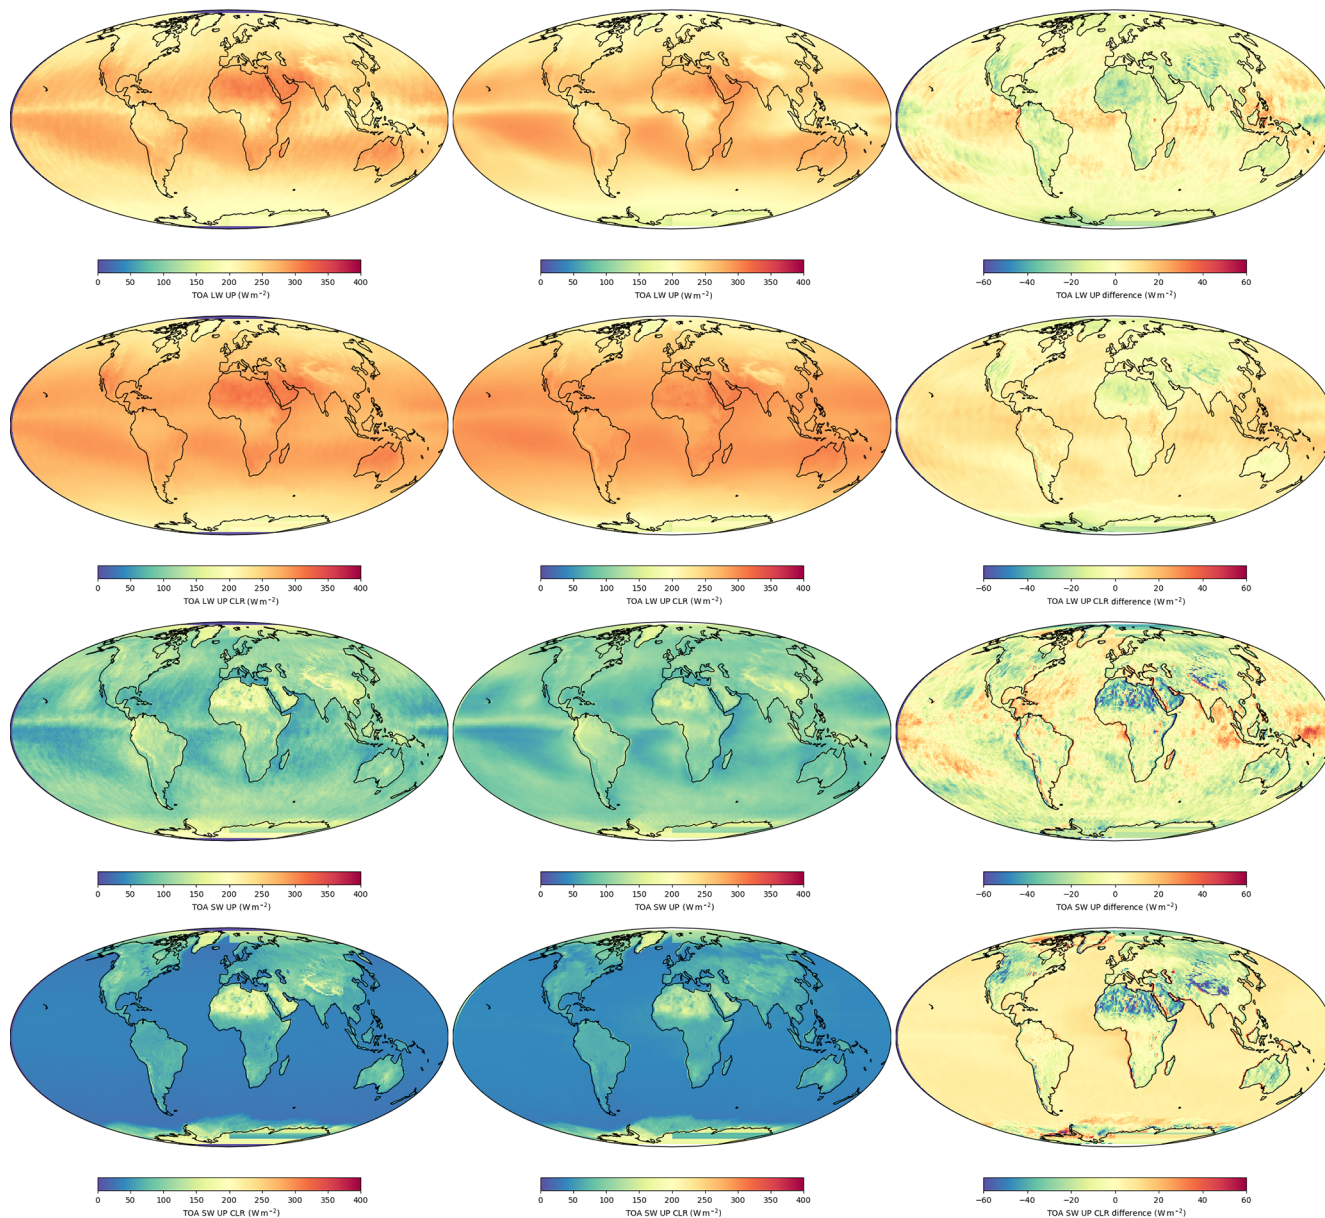 0 50 100 150 200 250 300 350 400
TOA LW UP (W m⁻²)
0 50 100 150 200 250 300 350 400
TOA LW UP (W m⁻²)
−60 −40 −20 0 20 40 60
TOA LW UP difference (W m⁻²)
0 50 100 150 200 250 300 350 400
TOA LW UP CLR (W m⁻²)
0 50 100 150 200 250 300 350 400
TOA LW UP CLR (W m⁻²)
−60 −40 −20 0 20 40 60
TOA LW UP CLR difference (W m⁻²)
0 50 100 150 200 250 300 350 400
TOA SW UP (W m⁻²)
0 50 100 150 200 250 300 350 400
TOA SW UP (W m⁻²)
−60 −40 −20 0 20 40 60
TOA SW UP difference (W m⁻²)
0 50 100 150 200 250 300 350 400
TOA SW UP CLR (W m⁻²)
0 50 100 150 200 250 300 350 400
TOA SW UP CLR (W m⁻²)
−60 −40 −20 0 20 40 60
TOA SW UP CLR difference (W m⁻²)